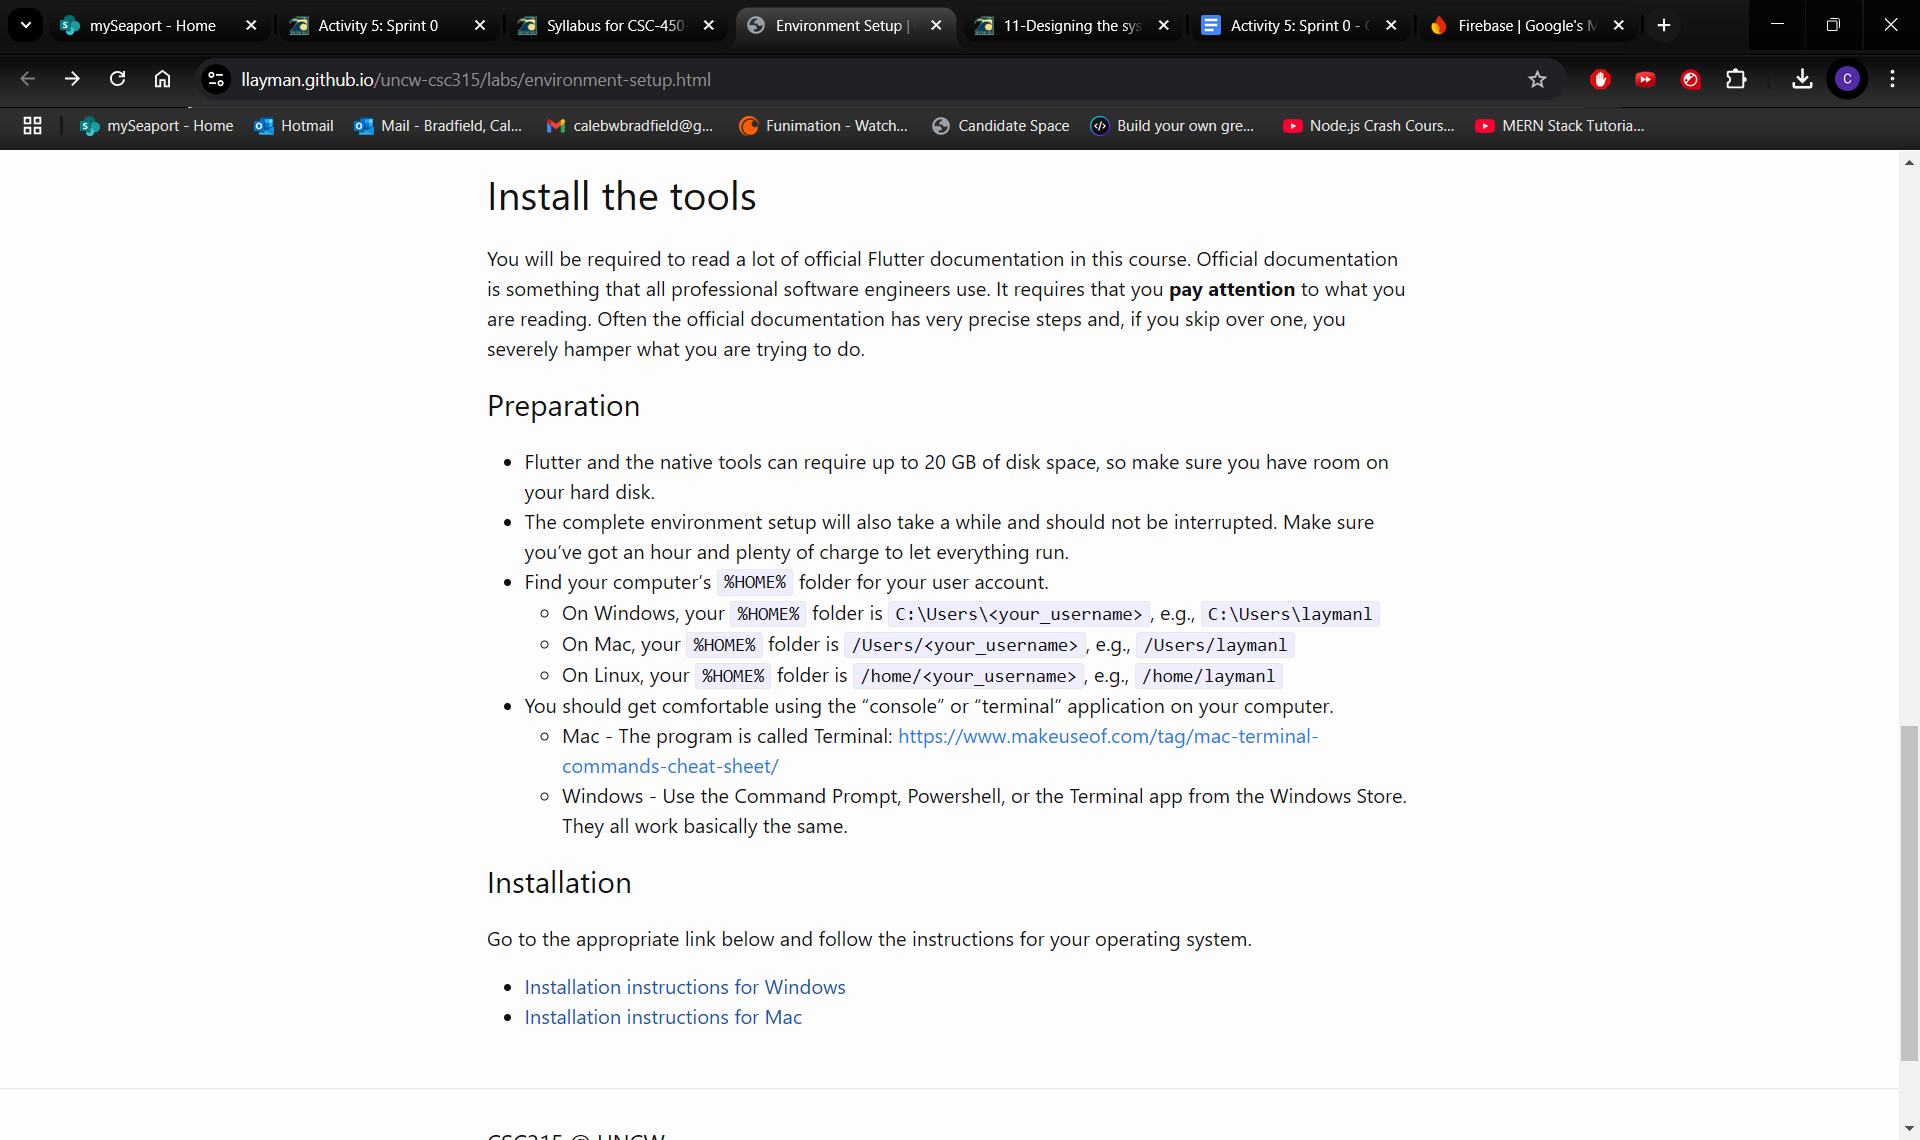 mySeaport - Home
Activity 5: Sprint 0
Syllabus for CSC-450
Environment Setup |
11-Designing the sys
Activity 5: Sprint 0 -
Firebase | Google's
llayman.github.io/uncw-csc315/labs/environment-setup.html
C
mySeaport - Home
Hotmail
Mail - Bradfield, Cal...
calebwbradfield@g...
Funimation - Watch...
Candidate Space
Build your own gre...
Node.js Crash Cours...
MERN Stack Tutoria...
Install the tools
You will be required to read a lot of official Flutter documentation in this course. Official documentation
is something that all professional software engineers use. It requires that you pay attention to what you
are reading. Often the official documentation has very precise steps and, if you skip over one, you
severely hamper what you are trying to do.
Preparation
• Flutter and the native tools can require up to 20 GB of disk space, so make sure you have room on
your hard disk.
• The complete environment setup will also take a while and should not be interrupted. Make sure
you've got an hour and plenty of charge to let everything run.
• Find your computer's %HOME% folder for your user account.
◦ On Windows, your %HOME% folder is C:\Users\<your_username> , e.g., C:\Users\laymanl
◦ On Mac, your %HOME% folder is /Users/<your_username> , e.g., /Users/laymanl
◦ On Linux, your %HOME% folder is /home/<your_username> , e.g., /home/laymanl
• You should get comfortable using the “console” or “terminal” application on your computer.
◦ Mac - The program is called Terminal: https://www.makeuseof.com/tag/mac-terminal-
commands-cheat-sheet/
◦ Windows - Use the Command Prompt, Powershell, or the Terminal app from the Windows Store.
They all work basically the same.
Installation
Go to the appropriate link below and follow the instructions for your operating system.
• Installation instructions for Windows
• Installation instructions for Mac
CSC315 @ UNCW